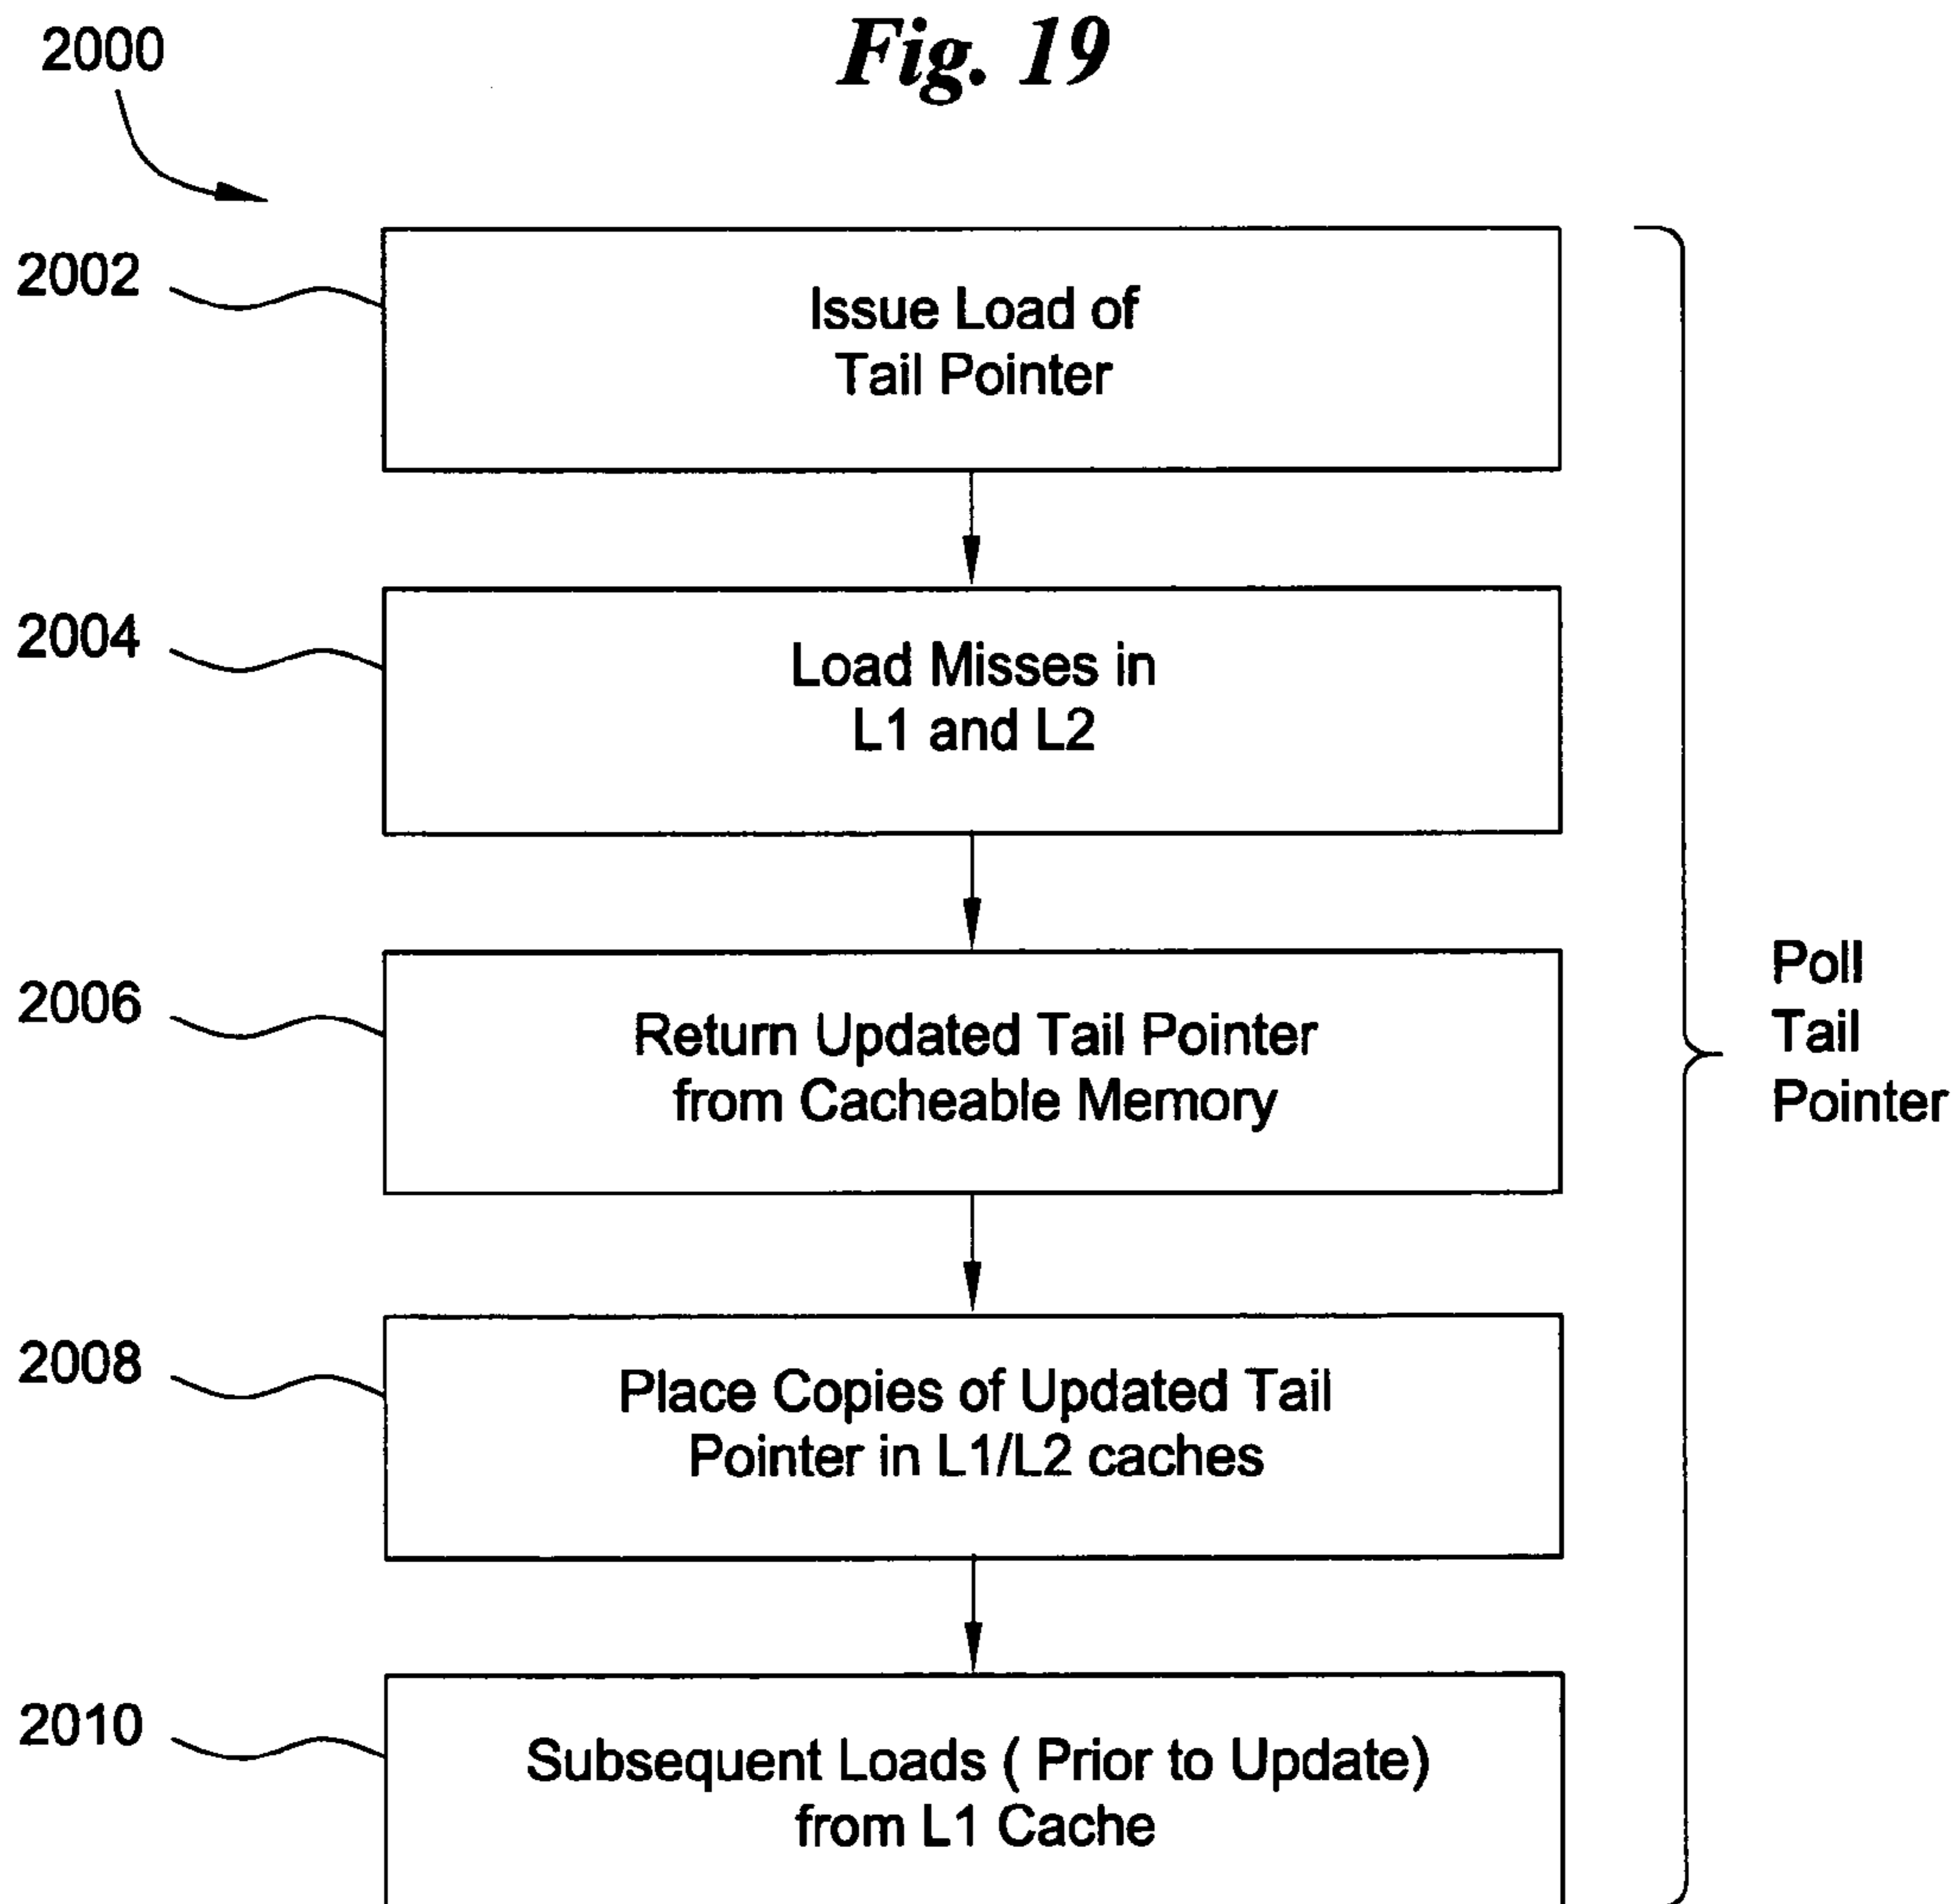 Fig. 19
2000
2002
Issue Load of
Tail Pointer
2004
Load Misses in
L1 and L2
2006
Return Updated Tail Pointer
from Cacheable Memory
2008
Place Copies of Updated Tail
Pointer in L1/L2 caches
2010
Subsequent Loads ( Prior to Update)
from L1 Cache
Poll
Tail
Pointer